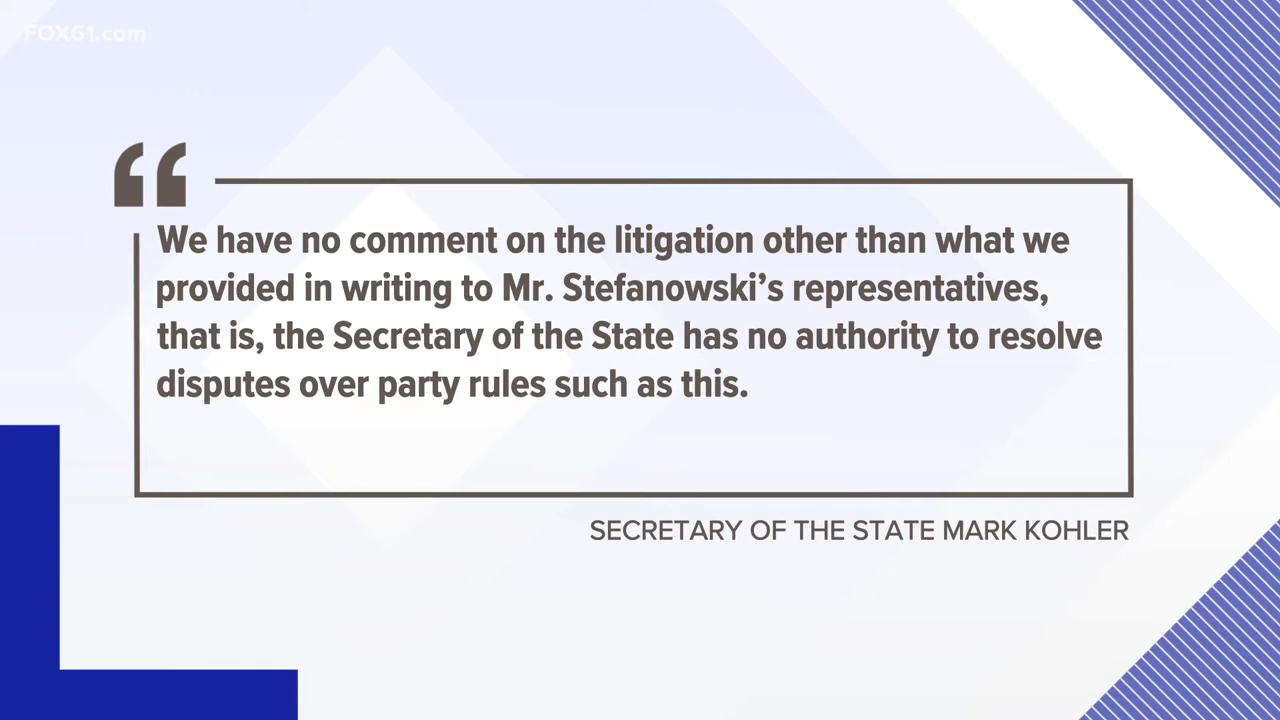 FOX61.com
“
We have no comment on the litigation other than what we
provided in writing to Mr. Stefanowski’s representatives,
that is, the Secretary of the State has no authority to resolve
disputes over party rules such as this.
SECRETARY OF THE STATE MARK KOHLER